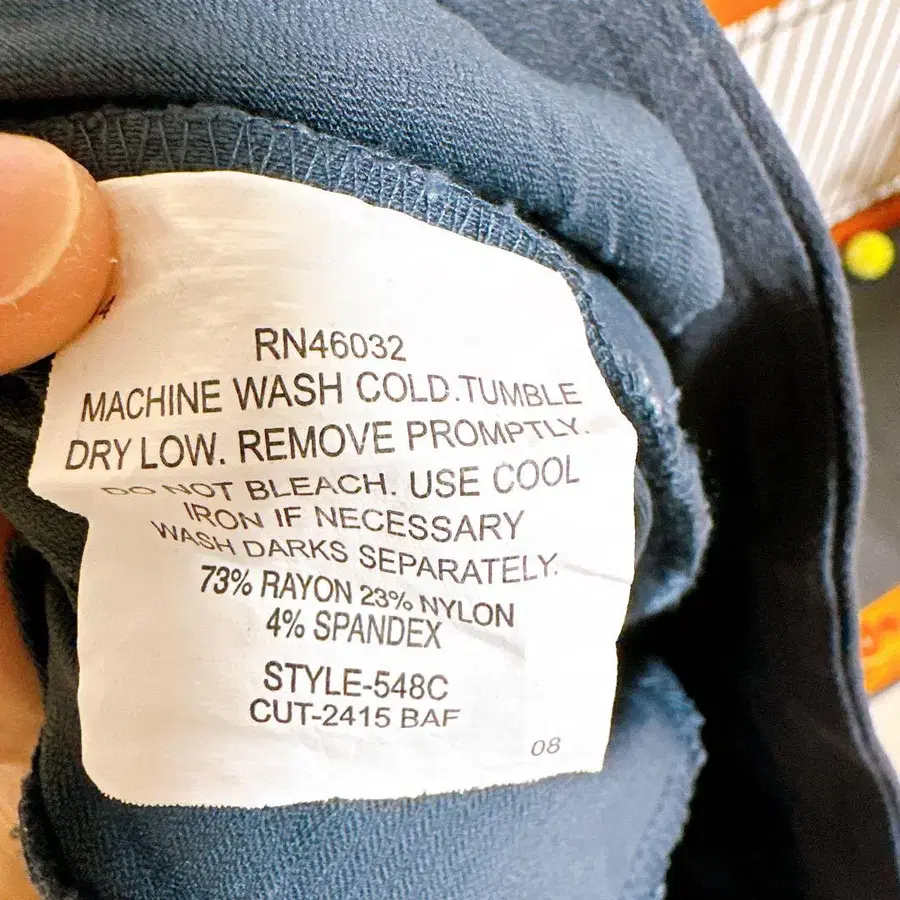 RN46032
MACHINE WASH COLD.TUMBLE
DRY LOW. REMOVE PROMPTLY.
DO NOT BLEACH. USE COOL
IRON IF NECESSARY
WASH DARKS SEPARATELY.
73% RAYON 23% NYLON
4% SPANDEX
STYLE-548C
CUT-2415 BAF
08